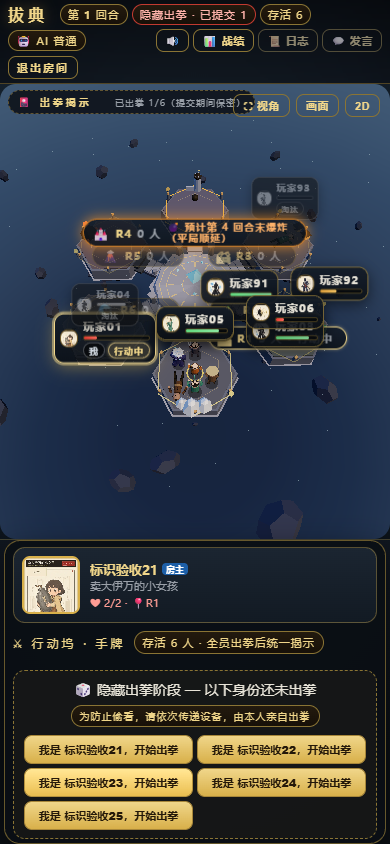 拔典 第 1 回合 隐藏出拳 · 已提交 1 存活 6
AI 普通 战绩 日志 发言
退出房间
出拳揭示 已出拳 1/6（提交期间保密） 视角 画面 2D
玩家93
淘汰
R4 0 人 预计第 4 回合末爆炸
（平局顺延）
R5 0 人 R3 0 人
玩家91 玩家92
玩家04
淘汰
玩家01 玩家05 玩家06
我 行动中
标识验收21 房主
卖大伊万的小女孩
2/2 · R1
行动坞 · 手牌 存活 6 人 · 全员出拳后统一揭示
隐藏出拳阶段 — 以下身份还未出拳
为防止偷看，请依次传递设备，由本人亲自出拳
我是 标识验收21，开始出拳 我是 标识验收22，开始出拳
我是 标识验收23，开始出拳 我是 标识验收24，开始出拳
我是 标识验收25，开始出拳